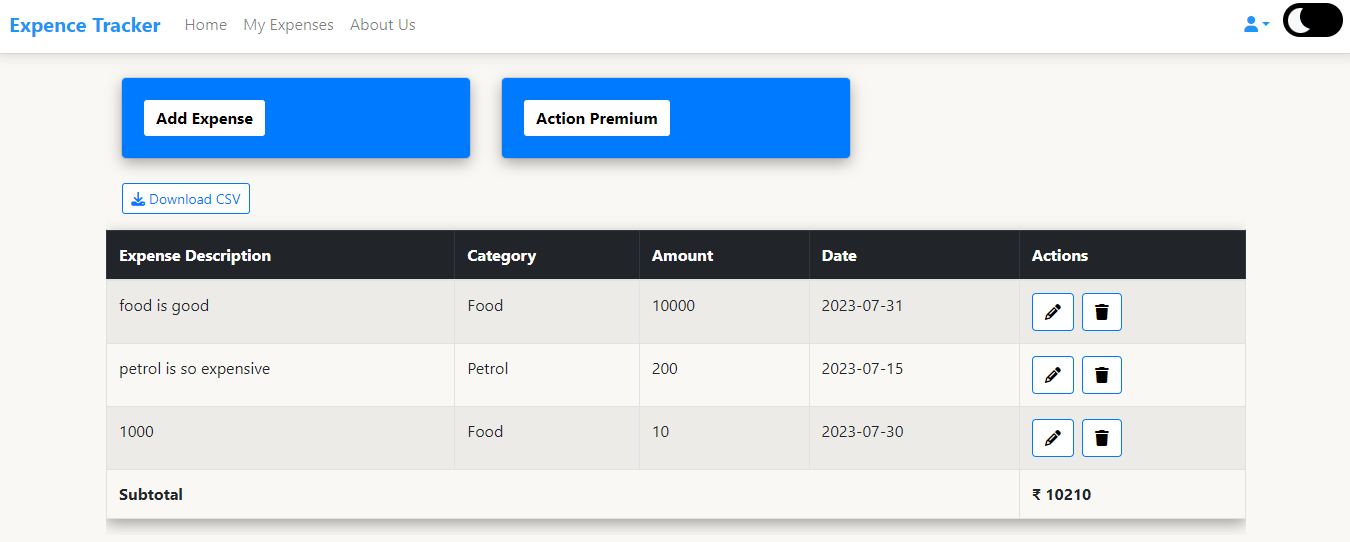 Expence Tracker Home My Expenses About Us
Add Expense Action Premium
Download CSV
Expense Description Category Amount Date Actions
food is good Food 10000 2023-07-31
petrol is so expensive Petrol 200 2023-07-15
1000 Food 10 2023-07-30
Subtotal ₹ 10210